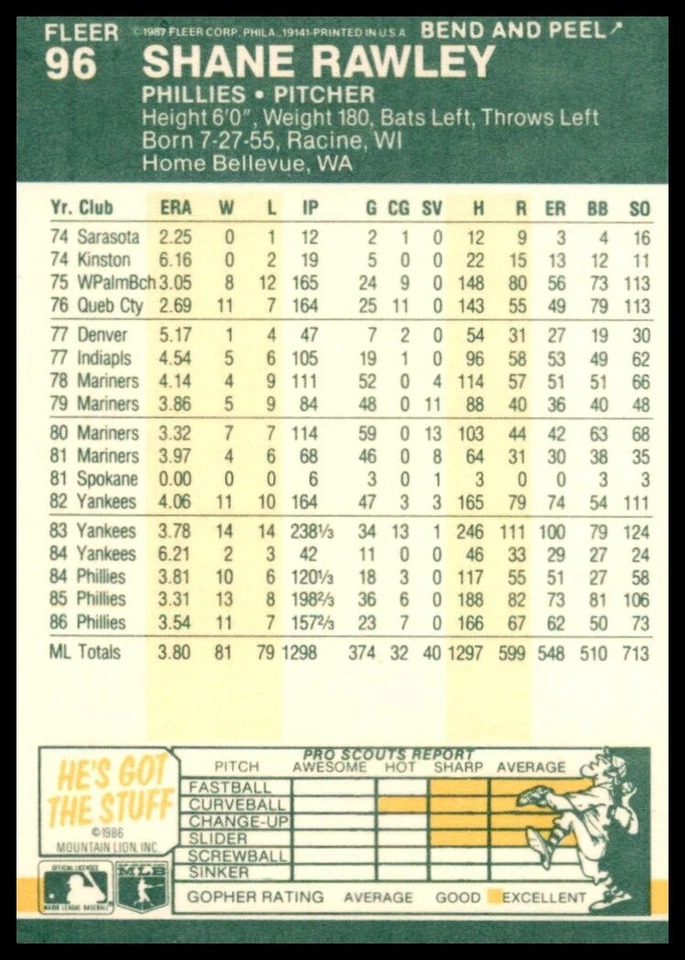 FLEER ©1987 FLEER CORP. PHILA. 19141-PRINTED IN U.S.A BEND AND PEEL
96 SHANE RAWLEY
PHILLIES • PITCHER
Height 6'0", Weight 180, Bats Left, Throws Left
Born 7-27-55, Racine, WI
Home Bellevue, WA
Yr. Club ERA W L IP G CG SV H R ER BB SO
74 Sarasota 2.25 0 1 12 2 1 0 12 9 3 4 16
74 Kinston 6.16 0 2 19 5 0 0 22 15 13 12 11
75 WPalmBch 3.05 8 12 165 24 9 0 148 80 56 73 113
76 Queb Cty 2.69 11 7 164 25 11 0 143 55 49 79 113
77 Denver 5.17 1 4 47 7 2 0 54 31 27 19 30
77 Indiapls 4.54 5 6 105 19 1 0 96 58 53 49 62
78 Mariners 4.14 4 9 111 52 0 4 114 57 51 51 66
79 Mariners 3.86 5 9 84 48 0 11 88 40 36 40 48
80 Mariners 3.32 7 7 114 59 0 13 103 44 42 63 68
81 Mariners 3.97 4 6 68 46 0 8 64 31 30 38 35
81 Spokane 0.00 0 0 6 3 0 1 3 0 0 3 3
82 Yankees 4.06 11 10 164 47 3 3 165 79 74 54 111
83 Yankees 3.78 14 14 238⅓ 34 13 1 246 111 100 79 124
84 Yankees 6.21 2 3 42 11 0 0 46 33 29 27 24
84 Phillies 3.81 10 6 120⅓ 18 3 0 117 55 51 27 58
85 Phillies 3.31 13 8 198⅔ 36 6 0 188 82 73 81 106
86 Phillies 3.54 11 7 157⅔ 23 7 0 166 67 62 50 73
ML Totals 3.80 81 79 1298 374 32 40 1297 599 548 510 713
HE'S GOT
THE STUFF
©1986
MOUNTAIN LION, INC.
PRO SCOUTS REPORT
PITCH AWESOME HOT SHARP AVERAGE
FASTBALL
CURVEBALL
CHANGE-UP
SLIDER
SCREWBALL
SINKER
GOPHER RATING AVERAGE GOOD EXCELLENT
OFFICIAL LICENSEE
MAJOR LEAGUE BASEBALL
MLB